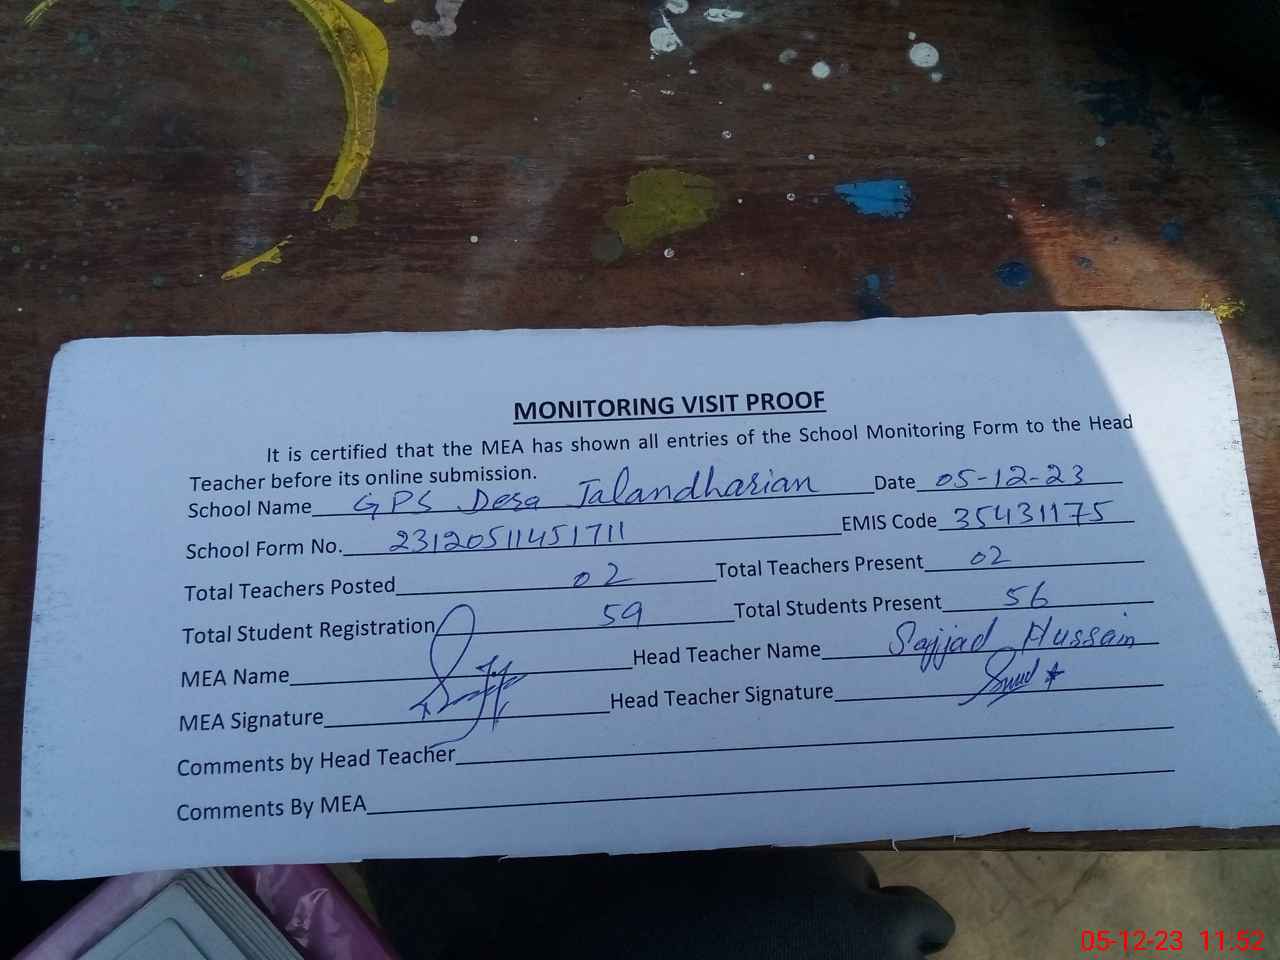 MONITORING VISIT PROOF
It is certified that the MEA has shown all entries of the School Monitoring Form to the Head
Teacher before its online submission.
School Name GPS Dera Jalandharian Date 05-12-23
School Form No. 23120511451711 EMIS Code 35431175
Total Teachers Posted 02 Total Teachers Present 02
Total Student Registration 59 Total Students Present 56
MEA Name Head Teacher Name Sajjad Hussain
MEA Signature Head Teacher Signature
Comments by Head Teacher
Comments By MEA
05-12-23 11:52